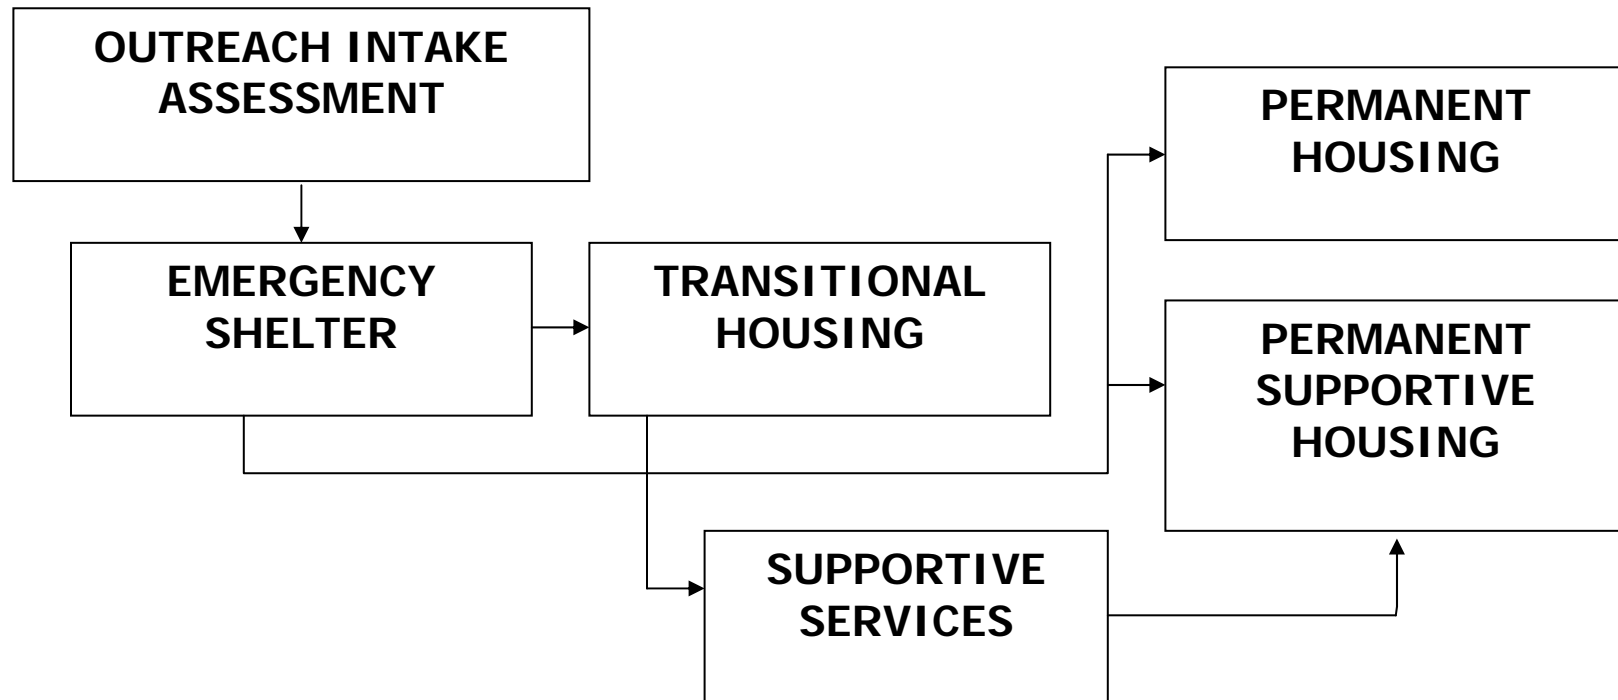 OUTREACH INTAKE
ASSESSMENT
PERMANENT
HOUSING
EMERGENCY
SHELTER
TRANSITIONAL
HOUSING
PERMANENT
SUPPORTIVE
HOUSING
SUPPORTIVE
SERVICES